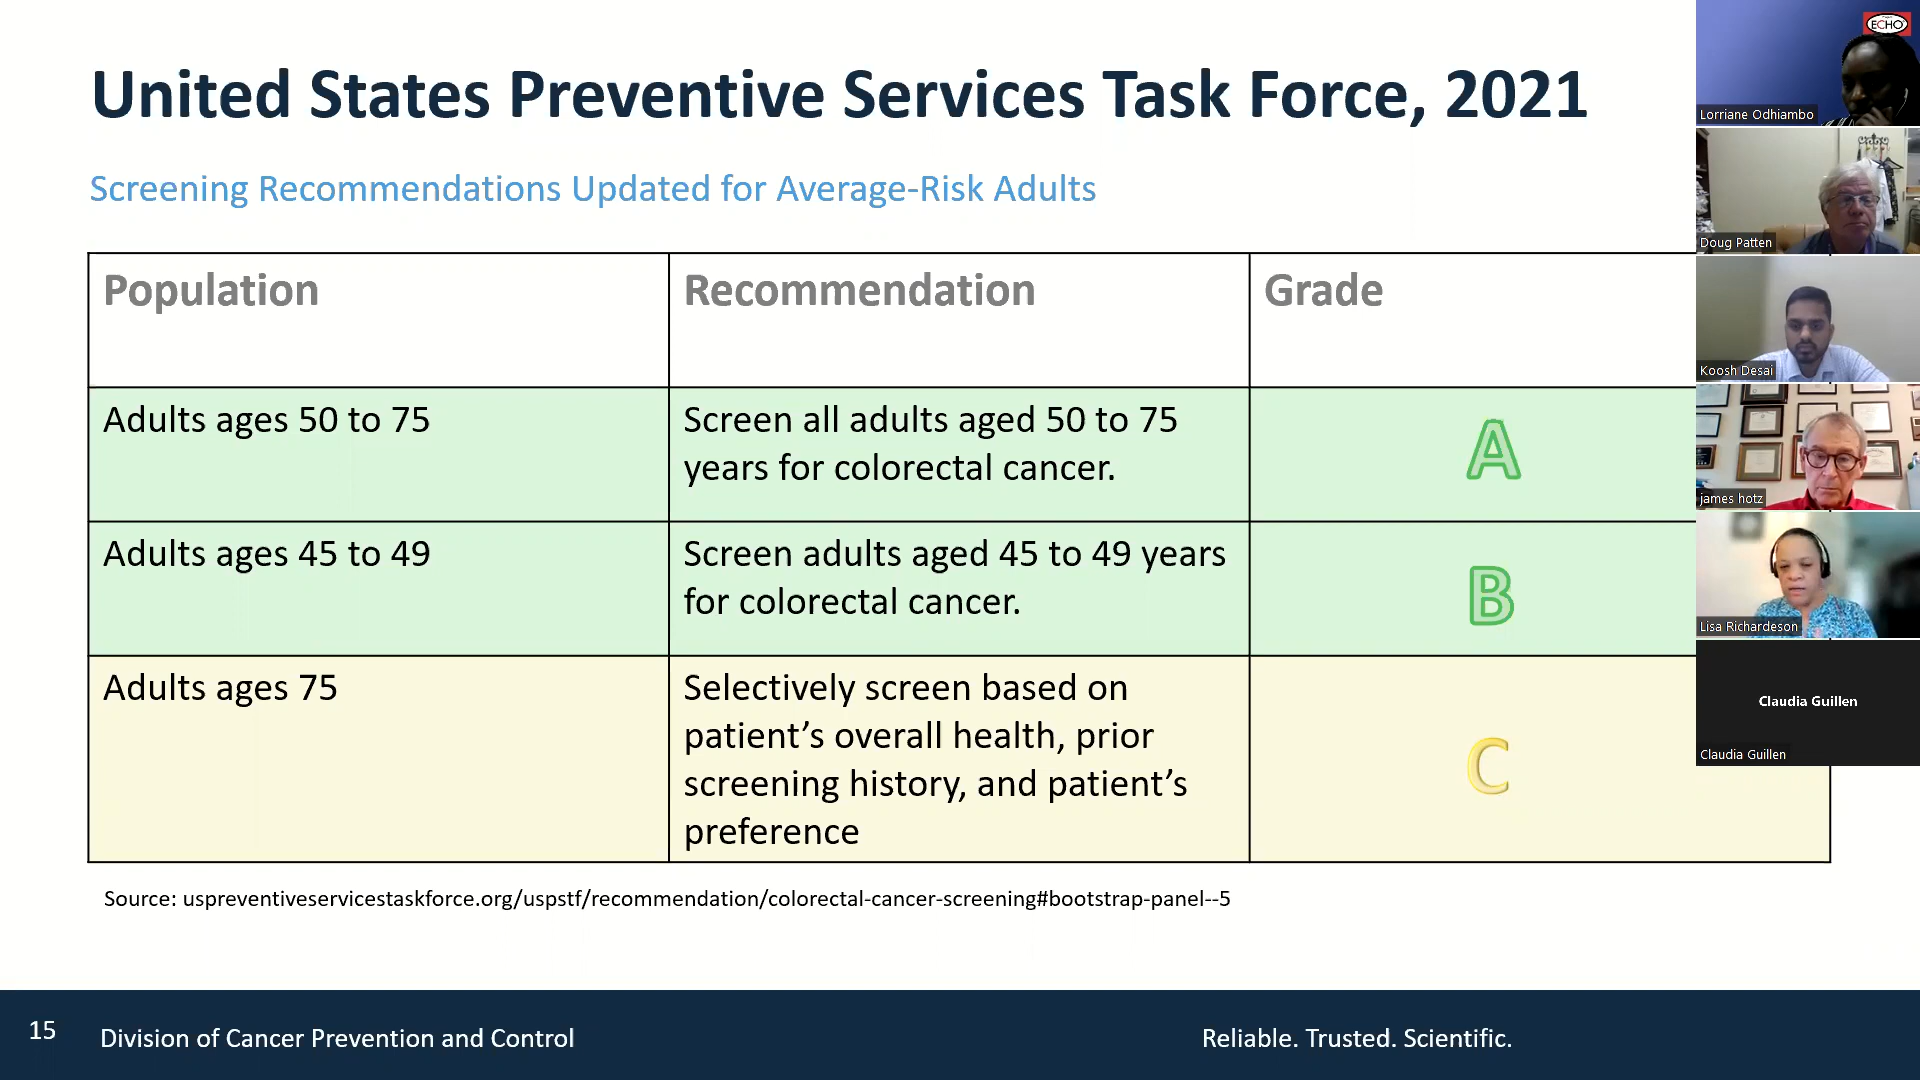 United States Preventive Services Task Force, 2021
Screening Recommendations Updated for Average-Risk Adults
Population
Recommendation
Grade
Adults ages 50 to 75
Screen all adults aged 50 to 75
years for colorectal cancer.
A
Adults ages 45 to 49
Screen adults aged 45 to 49 years
for colorectal cancer.
B
Adults ages 75
Selectively screen based on
patient’s overall health, prior
screening history, and patient’s
preference
C
Source: uspreventiveservicestaskforce.org/uspstf/recommendation/colorectal-cancer-screening#bootstrap-panel--5
15
Division of Cancer Prevention and Control
Reliable. Trusted. Scientific.
ECHO
Lorriane Odhiambo
Doug Patten
Koosh Desai
james hotz
Lisa Richardeson
Claudia Guillen
Claudia Guillen